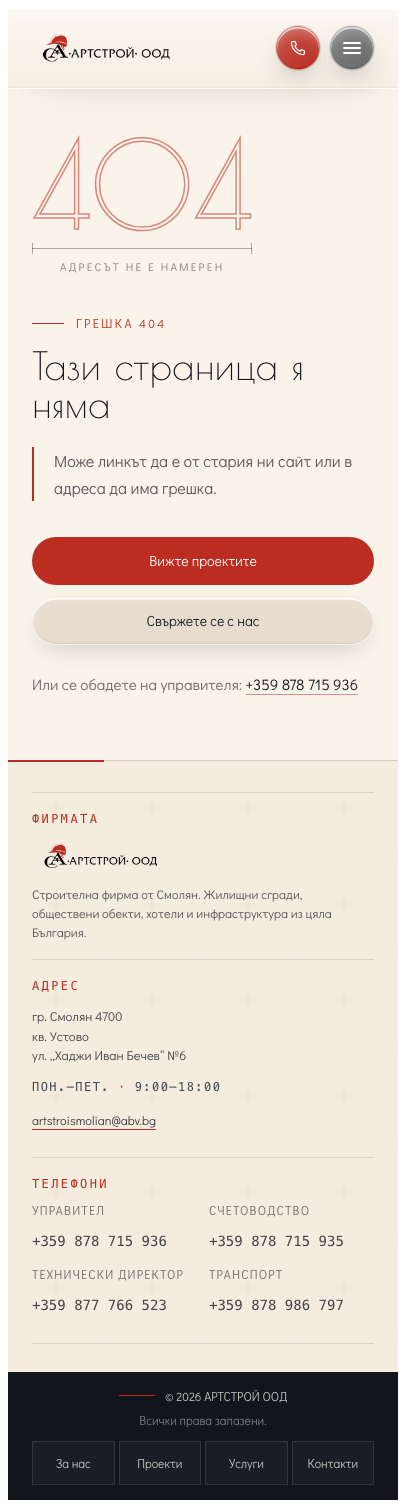 АРТСТРОЙ· ООД
404
АДРЕСЪТ НЕ Е НАМЕРЕН
ГРЕШКА 404
Тази страница я
няма
Може линкът да е от стария ни сайт или в
адреса да има грешка.
Вижте проектите
Свържете се с нас
Или се обадете на управителя: +359 878 715 936
ФИРМАТА
АРТСТРОЙ· ООД
Строителна фирма от Смолян. Жилищни сгради,
обществени обекти, хотели и инфраструктура из цяла
България.
АДРЕС
гр. Смолян 4700
кв. Устово
ул. „Хаджи Иван Бечев“ №6
ПОН.–ПЕТ. · 9:00–18:00
artstroismolian@abv.bg
ТЕЛЕФОНИ
УПРАВИТЕЛ
+359 878 715 936
СЧЕТОВОДСТВО
+359 878 715 935
ТЕХНИЧЕСКИ ДИРЕКТОР
+359 877 766 523
ТРАНСПОРТ
+359 878 986 797
© 2026 АРТСТРОЙ ООД
Всички права запазени.
За нас
Проекти
Услуги
Контакти